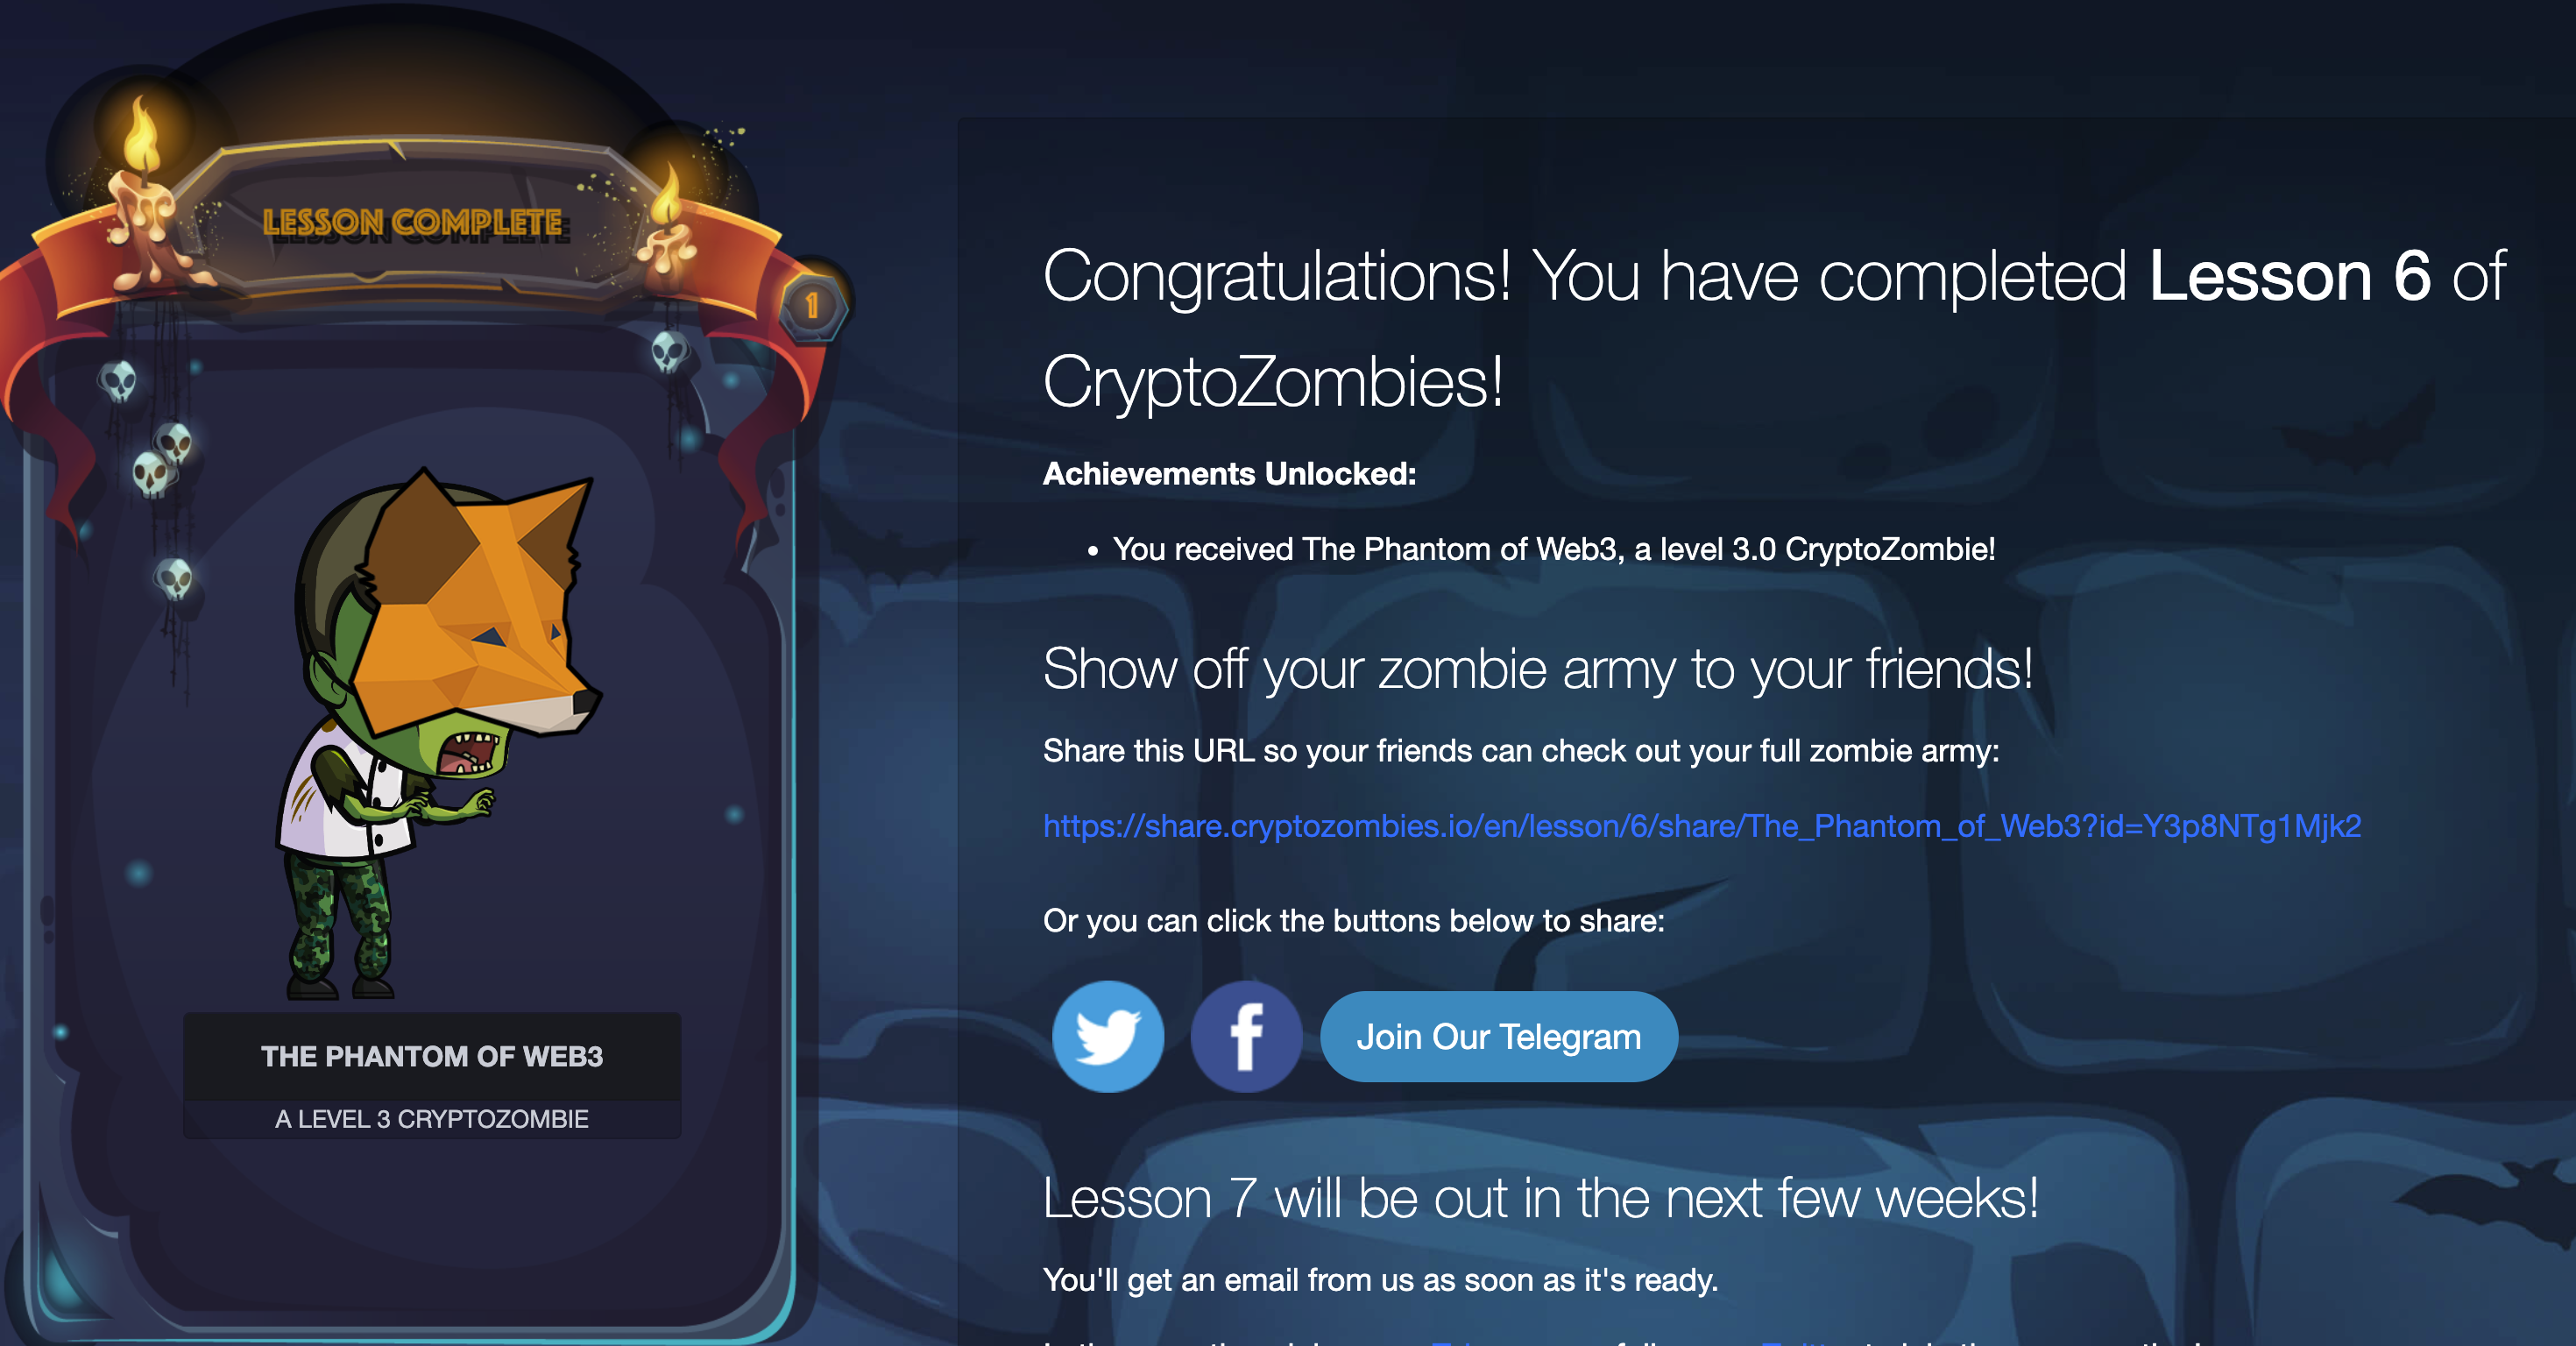 LESSON COMPLETE
1
THE PHANTOM OF WEB3
A LEVEL 3 CRYPTOZOMBIE
Congratulations! You have completed Lesson 6 of
CryptoZombies!
Achievements Unlocked:
• You received The Phantom of Web3, a level 3.0 CryptoZombie!
Show off your zombie army to your friends!
Share this URL so your friends can check out your full zombie army:
https://share.cryptozombies.io/en/lesson/6/share/The_Phantom_of_Web3?id=Y3p8NTg1Mjk2
Or you can click the buttons below to share:
Join Our Telegram
Lesson 7 will be out in the next few weeks!
You'll get an email from us as soon as it's ready.